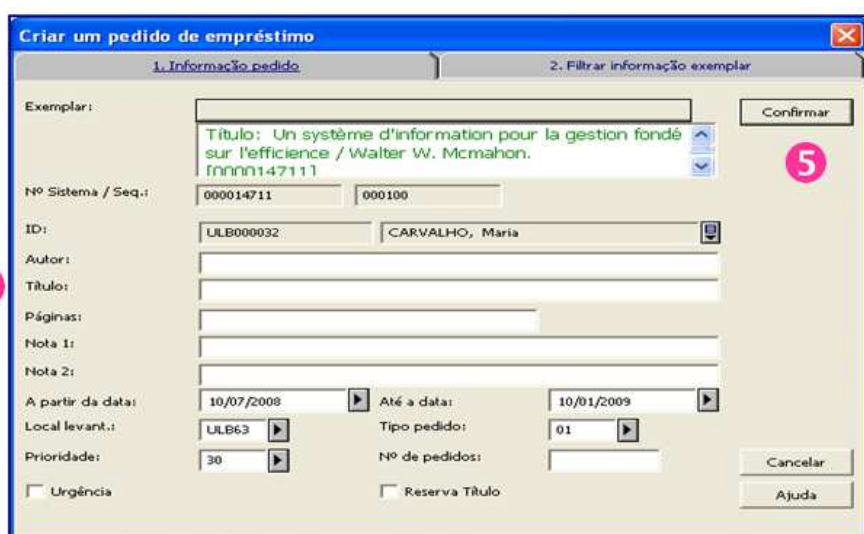 Criar um pedido de empréstimo
1. Informação pedido
2. Filtrar informação exemplar
Exemplar:
Confirmar
Título: Un système d'information pour la gestion fondé
sur l'efficience / Walter W. Mcmahon.
[000014711]
5
Nº Sistema / Seq.: 000014711 000100
ID: ULB000032 CARVALHO, Maria
Autor:
Título:
Páginas:
Nota 1:
Nota 2:
A partir da data: 10/07/2008 Até a data: 10/01/2009
Local levant.: ULB63 Tipo pedido: 01
Prioridade: 30 Nº de pedidos:
Cancelar
Urgência Reserva Título
Ajuda